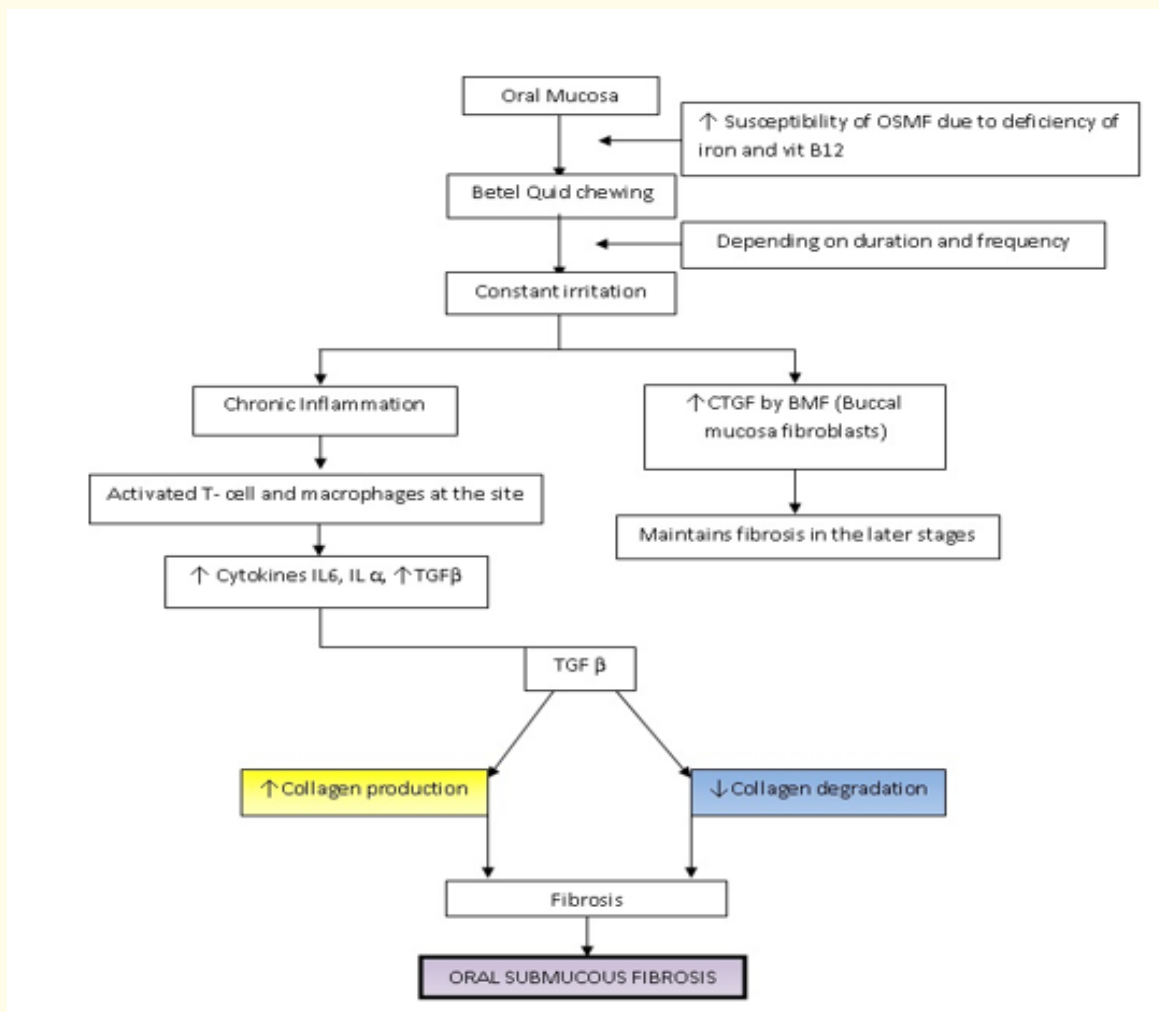 Oral Mucosa
↑ Susceptibility of OSMF due to deficiency of
iron and vit B12
Betel Quid chewing
Depending on duration and frequency
Constant irritation
Chronic Inflammation
↑CTGF by BMF (Buccal
mucosa fibroblasts)
Activated T- cell and macrophages at the site
Maintains fibrosis in the later stages
↑ Cytokines IL6, IL α, ↑TGFβ
TGF β
↑Collagen production
↓Collagen degradation
Fibrosis
ORAL SUBMUCOUS FIBROSIS